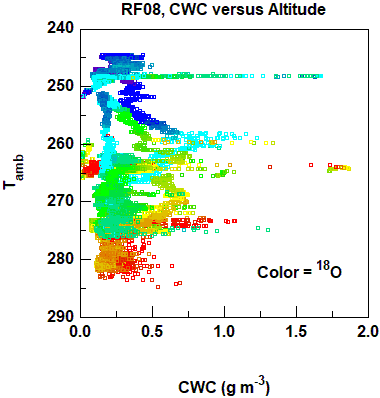 RF08, CWC versus Altitude
240
250
260
270
280
290
T_amb
Color = ¹⁸O
0.0 0.5 1.0 1.5 2.0
CWC (g m⁻³)